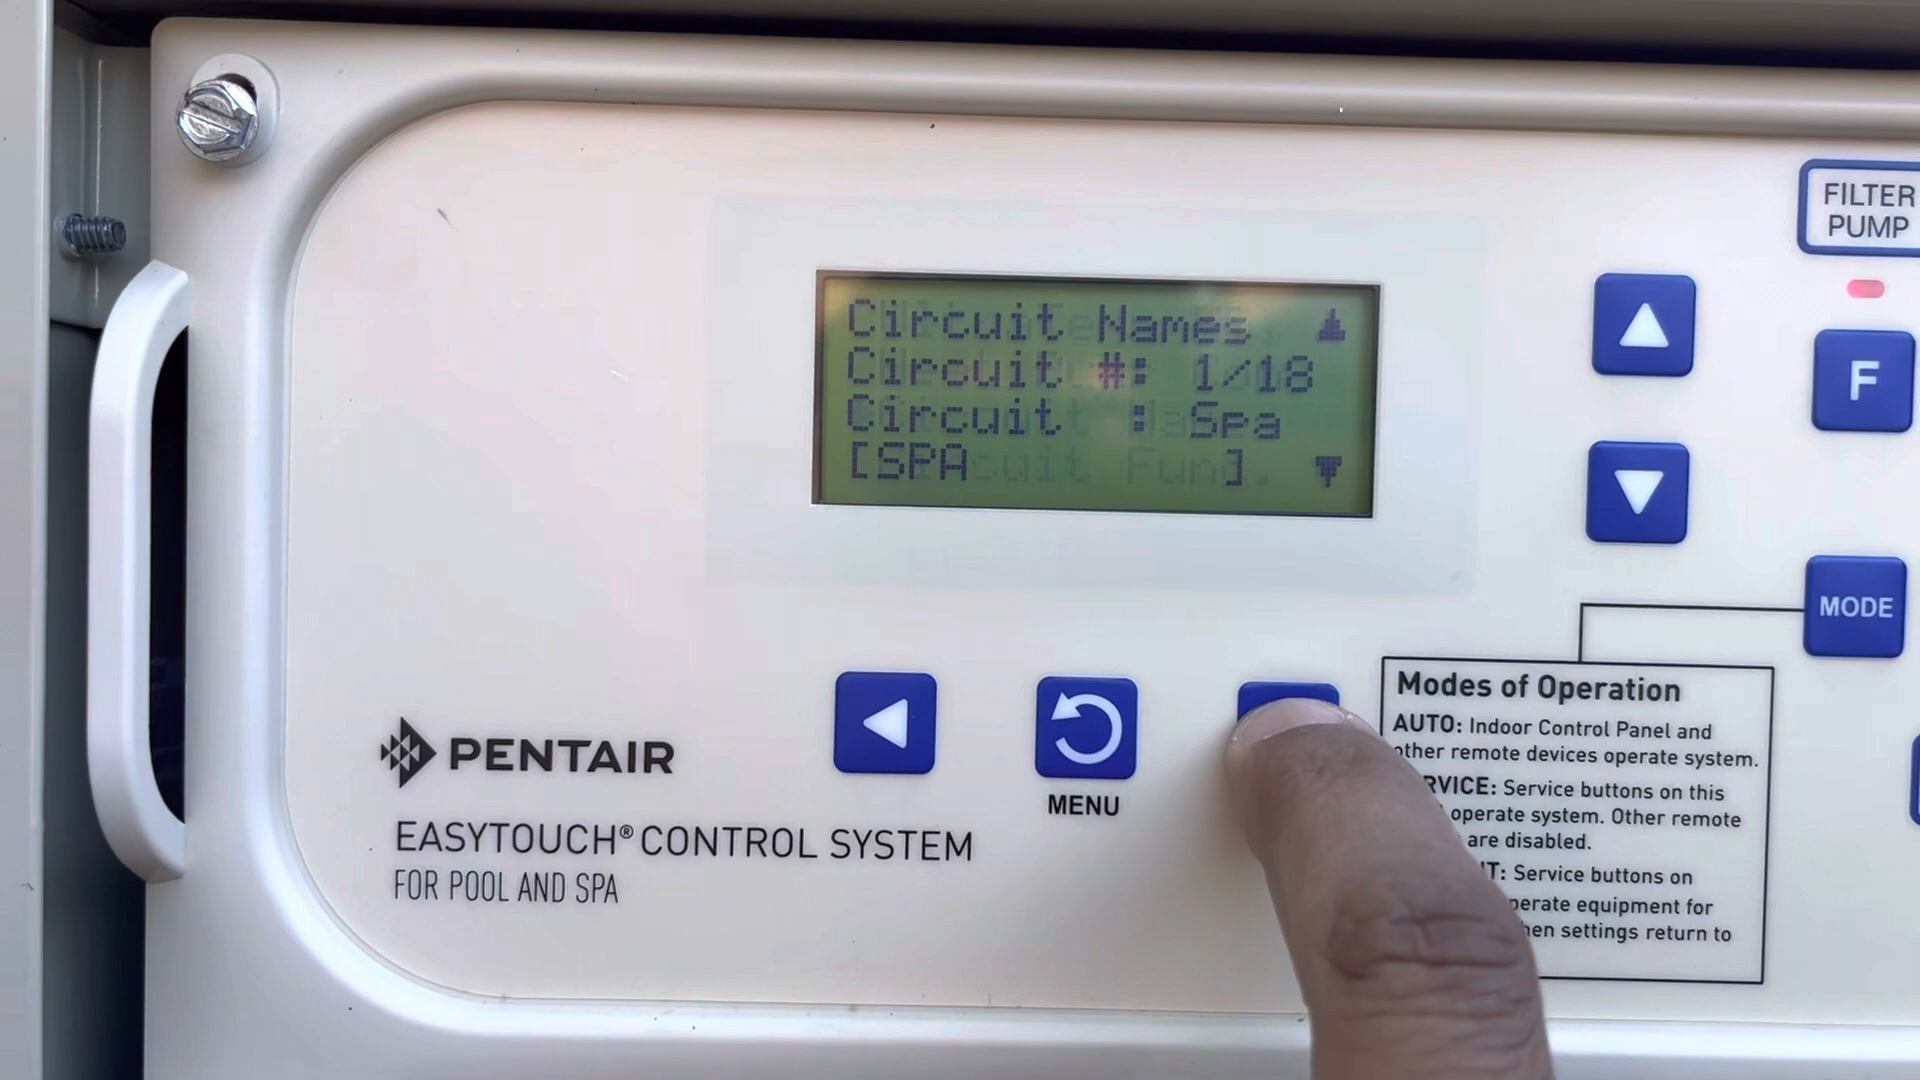 Circuit Names
Circuit #: 1/18
Circuit : Spa
[SPA ]
FILTER
PUMP
F
MODE
MENU
PENTAIR
EASYTOUCH® CONTROL SYSTEM
FOR POOL AND SPA
Modes of Operation
AUTO: Indoor Control Panel and
other remote devices operate system.
RVICE: Service buttons on this
operate system. Other remote
are disabled.
T: Service buttons on
perate equipment for
hen settings return to